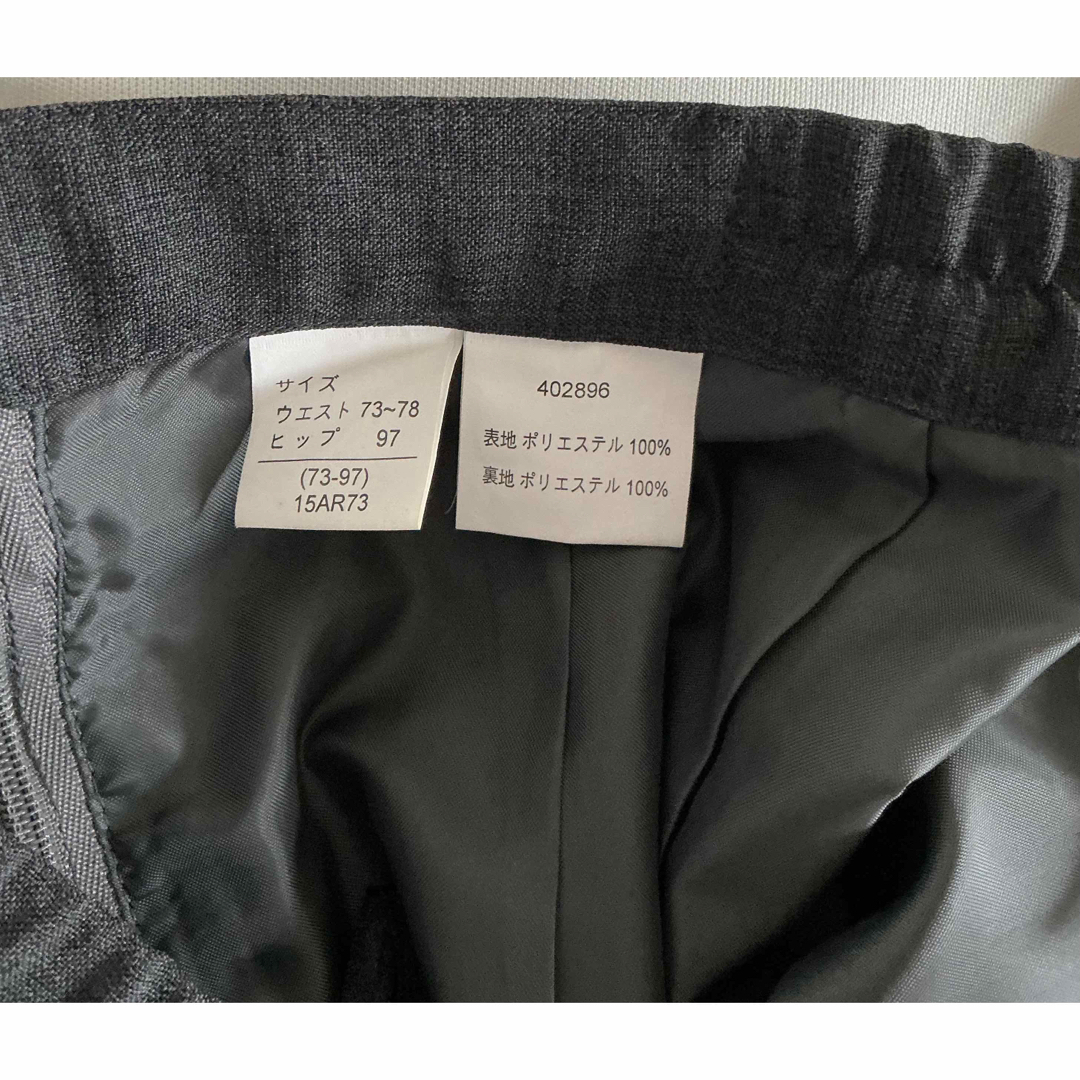 サイズ
ウエスト 73~78
ヒップ 97
(73-97)
15AR73
402896
表地 ポリエステル 100%
裏地 ポリエステル 100%